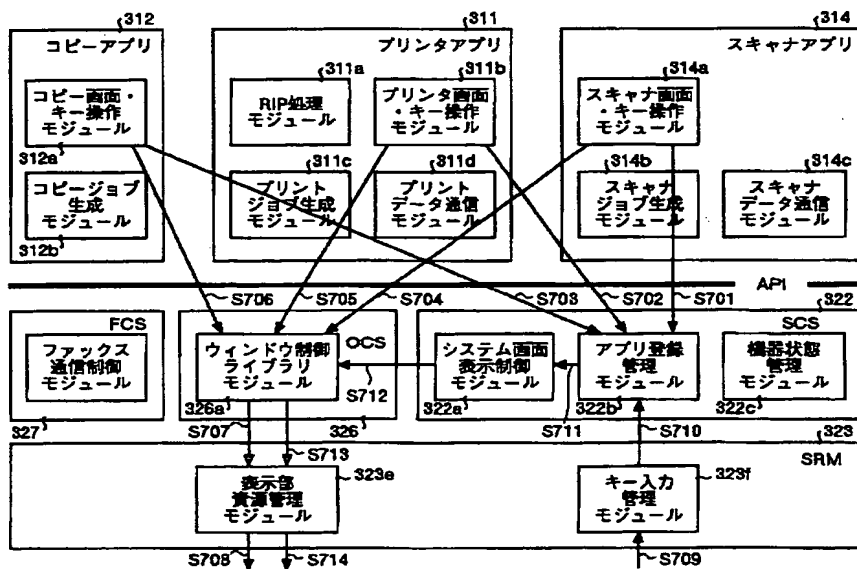 312
コピーアプリ
コピー画面・
キー操作
モジュール
312a
コピージョブ
生成
モジュール
312b
311
プリンタアプリ
311a
RIP処理
モジュール
311b
プリンタ画面
・キー操作
モジュール
311c
プリント
ジョブ生成
モジュール
311d
プリント
データ通信
モジュール
314
スキャナアプリ
314a
スキャナ画面
・キー操作
モジュール
314b
スキャナ
ジョブ生成
モジュール
314c
スキャナ
データ通信
モジュール
API
S706
S705
S704
S703
S702
S701
FCS
ファックス
通信制御
モジュール
327
OCS
ウィンドウ制御
ライブラリ
モジュール
326a
326
S712
322
SCS
システム画面
表示制御
モジュール
322a
アプリ登録
管理
モジュール
322b
機器状態
管理
モジュール
322c
S711
S707
S713
S710
323
SRM
表示部
資源管理
モジュール
323e
キー入力
管理
モジュール
323f
S708
S714
S709